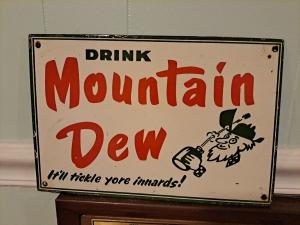 DRINK
Mountain
Dew
It'll tickle yore innards!